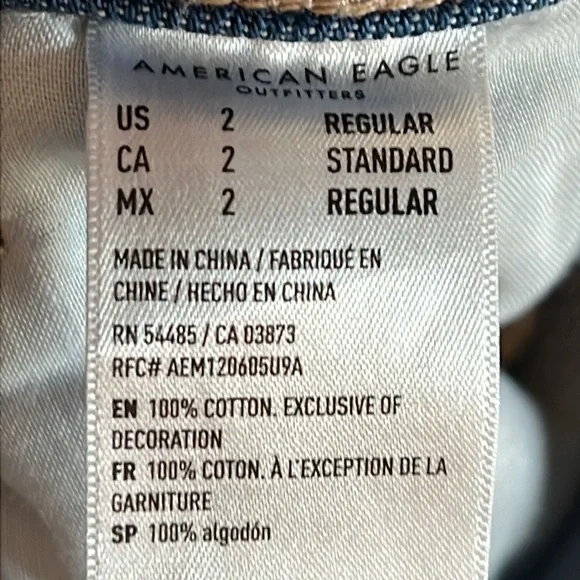 AMERICAN EAGLE
OUTFITTERS
US 2 REGULAR
CA 2 STANDARD
MX 2 REGULAR
MADE IN CHINA / FABRIQUÉ EN
CHINE / HECHO EN CHINA
RN 54485 / CA 03873
RFC# AEM120605U9A
EN 100% COTTON. EXCLUSIVE OF
DECORATION
FR 100% COTON. À L'EXCEPTION DE LA
GARNITURE
SP 100% algodón